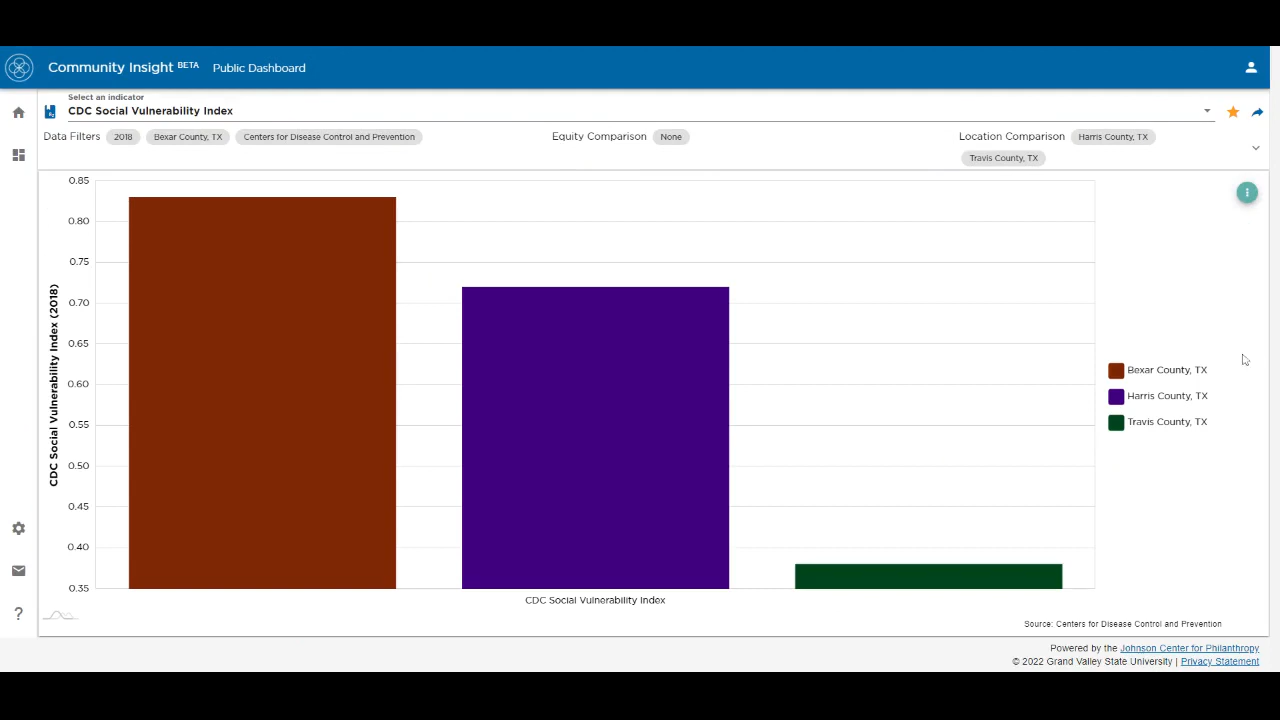 Community Insight BETA Public Dashboard
Select an indicator
CDC Social Vulnerability Index
Data Filters 2018 Bexar County, TX Centers for Disease Control and Prevention Equity Comparison None Location Comparison Harris County, TX
Travis County, TX
0.85
0.80
0.75
0.70
0.65
0.60
0.55
0.50
0.45
0.40
0.35
CDC Social Vulnerability Index (2018)
CDC Social Vulnerability Index
Bexar County, TX
Harris County, TX
Travis County, TX
Source: Centers for Disease Control and Prevention
Powered by the Johnson Center for Philanthropy
© 2022 Grand Valley State University | Privacy Statement